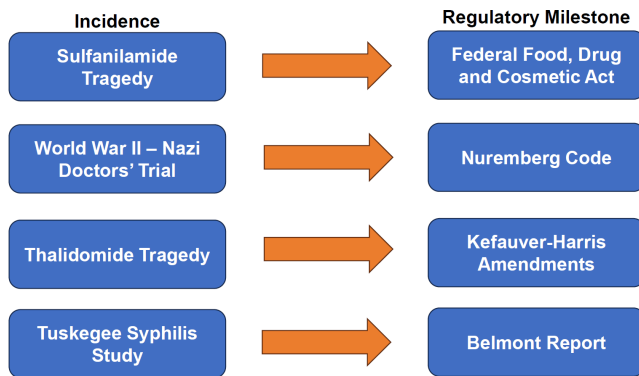 Incidence
Regulatory Milestone
Sulfanilamide
Tragedy
Federal Food, Drug
and Cosmetic Act
World War II – Nazi
Doctors’ Trial
Nuremberg Code
Thalidomide Tragedy
Kefauver-Harris
Amendments
Tuskegee Syphilis
Study
Belmont Report